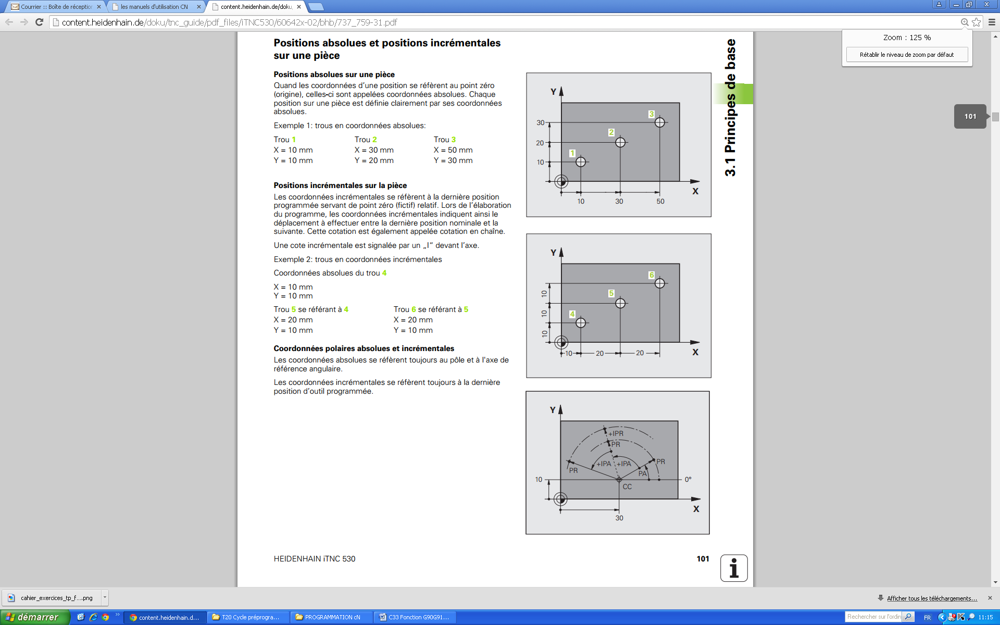 Courrier :: Boîte de réception
les manuels d'utilisation CN
content.heidenhain.de/doku
content.heidenhain.de/doku/tnc_guide/pdf_files/iTNC530/60642x-02/bhb/737_759-31.pdf
Zoom : 125 %
Rétablir le niveau de zoom par défaut
Positions absolues et positions incrémentales
sur une pièce
Positions absolues sur une pièce
Quand les coordonnées d'une position se réfèrent au point zéro
(origine), celles-ci sont appelées coordonnées absolues. Chaque
position sur une pièce est définie clairement par ses coordonnées
absolues.
Exemple 1: trous en coordonnées absolues:
Trou 1 Trou 2 Trou 3
X = 10 mm X = 30 mm X = 50 mm
Y = 10 mm Y = 20 mm Y = 30 mm
Positions incrémentales sur la pièce
Les coordonnées incrémentales se réfèrent à la dernière position
programmée servant de point zéro (fictif) relatif. Lors de l'élaboration
du programme, les coordonnées incrémentales indiquent ainsi le
déplacement à effectuer entre la dernière position nominale et la
suivante. Cette cotation est également appelée cotation en chaîne.
Une cote incrémentale est signalée par un „I“ devant l'axe.
Exemple 2: trous en coordonnées incrémentales
Coordonnées absolues du trou 4
X = 10 mm
Y = 10 mm
Trou 5 se référant à 4 Trou 6 se référant à 5
X = 20 mm X = 20 mm
Y = 10 mm Y = 10 mm
Coordonnées polaires absolues et incrémentales
Les coordonnées absolues se réfèrent toujours au pôle et à l'axe de
référence angulaire.
Les coordonnées incrémentales se réfèrent toujours à la dernière
position d'outil programmée.
Y
3
30
2
20
1
10
X
10 30 50
Y
6
10
5
10
4
10
10 20 20
X
Y
+IPR
PR
+IPA +IPA PR
PR PA
10 0°
CC
X
30
3.1 Principes de base
101
HEIDENHAIN iTNC 530
101
i
cahier_exercices_tp_f....png
Afficher tous les téléchargements...
démarrer
content.heidenhain.d...
T20 Cycle préprogra...
PROGRAMMATION cN
C33 Fonction G90G91...
Rechercher sur l'ordin
FR
11:15